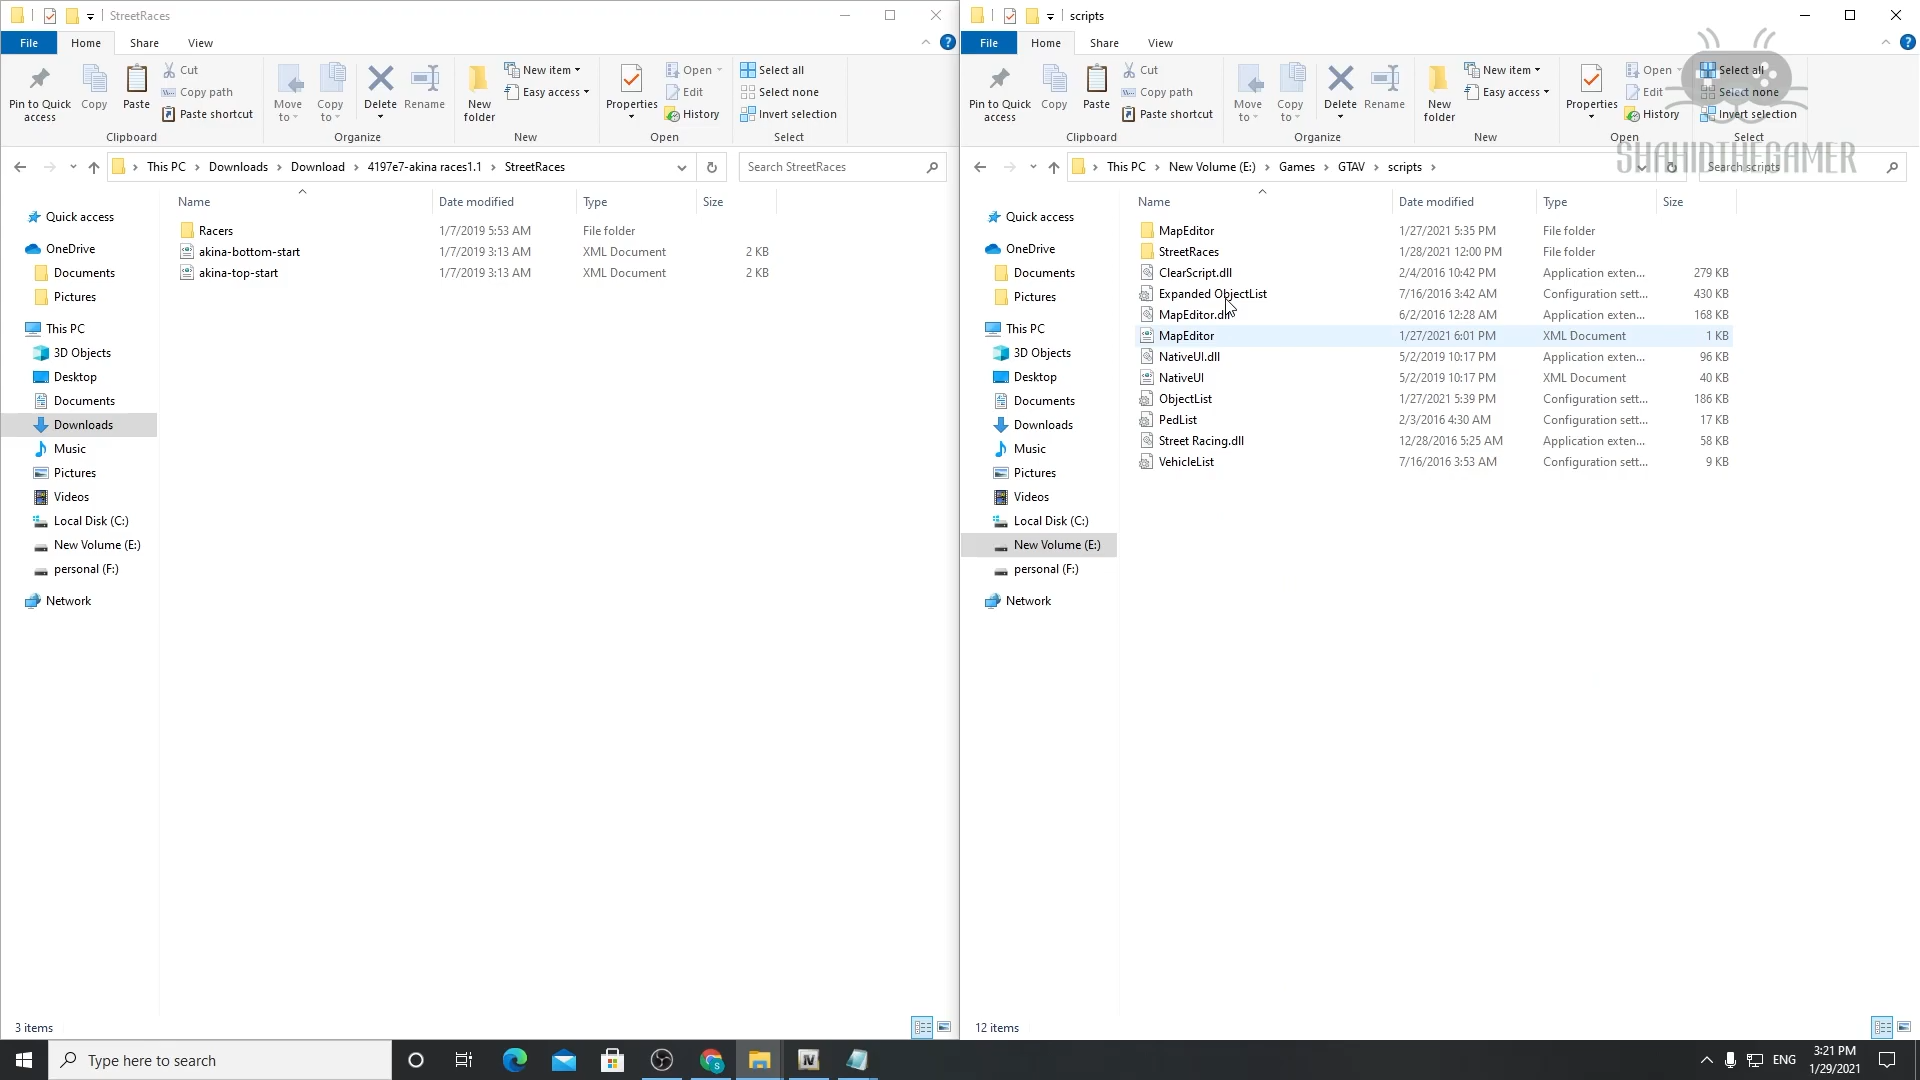 StreetRaces
File Home Share View
Pin to Quick access
Copy
Paste
Cut
Copy path
Paste shortcut
Clipboard
Move to
Copy to
Delete
Rename
Organize
New folder
New item
Easy access
New
Properties
Open
Edit
History
Open
Select all
Select none
Invert selection
Select
This PC Downloads Download 4197e7-akina races1.1 StreetRaces
Search StreetRaces
Name Date modified Type Size
Racers 1/7/2019 5:53 AM File folder
akina-bottom-start 1/7/2019 3:13 AM XML Document 2 KB
akina-top-start 1/7/2019 3:13 AM XML Document 2 KB
Quick access
OneDrive
Documents
Pictures
This PC
3D Objects
Desktop
Documents
Downloads
Music
Pictures
Videos
Local Disk (C:)
New Volume (E:)
personal (F:)
Network
3 items
scripts
File Home Share View
Pin to Quick access
Copy
Paste
Cut
Copy path
Paste shortcut
Clipboard
Move to
Copy to
Delete
Rename
Organize
New folder
New item
Easy access
New
Properties
Open
Edit
History
Open
Select all
Select none
Invert selection
Select
SHAHIDTHEGAMER
This PC New Volume (E:) Games GTAV scripts
Search scripts
Name Date modified Type Size
MapEditor 1/27/2021 5:35 PM File folder
StreetRaces 1/28/2021 12:00 PM File folder
ClearScript.dll 2/4/2016 10:42 PM Application exten... 279 KB
Expanded ObjectList 7/16/2016 3:42 AM Configuration sett... 430 KB
MapEditor.dll 6/2/2016 12:28 AM Application exten... 168 KB
MapEditor 1/27/2021 6:01 PM XML Document 1 KB
NativeUI.dll 5/2/2019 10:17 PM Application exten... 96 KB
NativeUI 5/2/2019 10:17 PM XML Document 40 KB
ObjectList 1/27/2021 5:39 PM Configuration sett... 186 KB
PedList 2/3/2016 4:30 AM Configuration sett... 17 KB
Street Racing.dll 12/28/2016 5:25 AM Application exten... 58 KB
VehicleList 7/16/2016 3:53 AM Configuration sett... 9 KB
Quick access
OneDrive
Documents
Pictures
This PC
3D Objects
Desktop
Documents
Downloads
Music
Pictures
Videos
Local Disk (C:)
New Volume (E:)
personal (F:)
Network
12 items
Type here to search
ENG
3:21 PM
1/29/2021